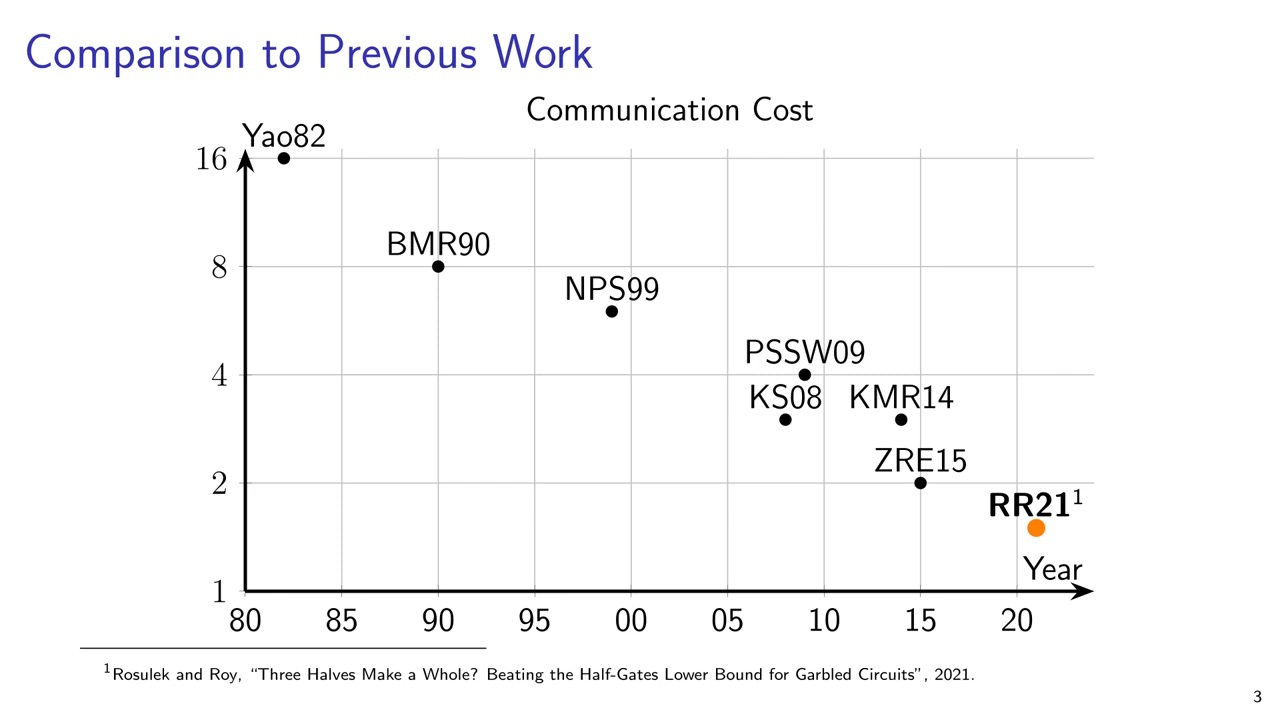 Comparison to Previous Work
Communication Cost
Yao82
16
BMR90
8
NPS99
PSSW09
4
KS08 KMR14
ZRE15
2
RR21¹
Year
1
80 85 90 95 00 05 10 15 20
¹Rosulek and Roy, “Three Halves Make a Whole? Beating the Half-Gates Lower Bound for Garbled Circuits”, 2021.
3